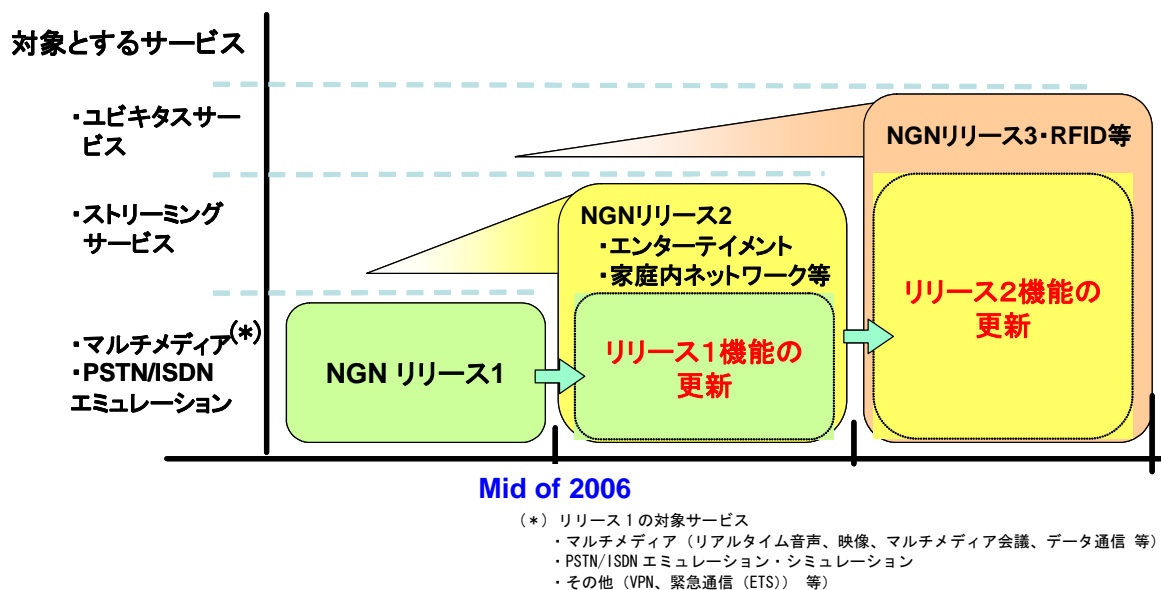 対象とするサービス
・ユビキタスサー
ビス
・ストリーミング
サービス
・マルチメディア(*)
・PSTN/ISDN
エミュレーション
NGN リリース1
NGNリリース2
・エンターテイメント
・家庭内ネットワーク等
リリース1機能の
更新
NGNリリース3・RFID等
リリース2機能の
更新
Mid of 2006
(*) リリース1の対象サービス
・マルチメディア(リアルタイム音声、映像、マルチメディア会議、データ通信 等)
・PSTN/ISDNエミュレーション・シミュレーション
・その他(VPN、緊急通信(ETS)) 等)